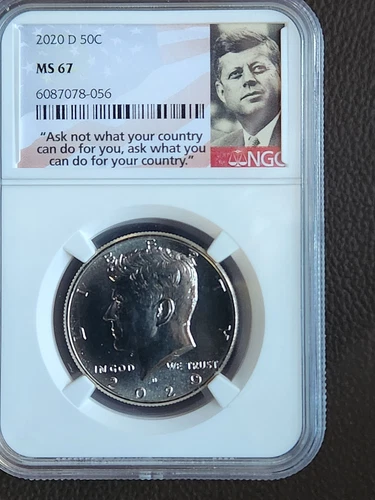 2020 D 50C
MS 67
6087078-056
"Ask not what your country
can do for you, ask what you
can do for your country."
NGC
IN GOD WE TRUST
2020